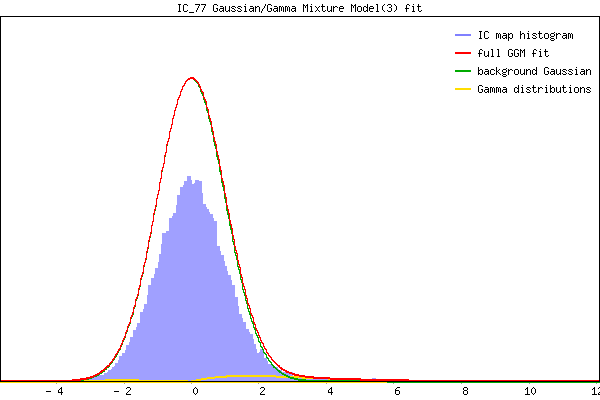 IC_77 Gaussian/Gamma Mixture Model(3) fit
IC map histogram
full GGM fit
background Gaussian
Gamma distributions
-4 -2 0 2 4 6 8 10 12